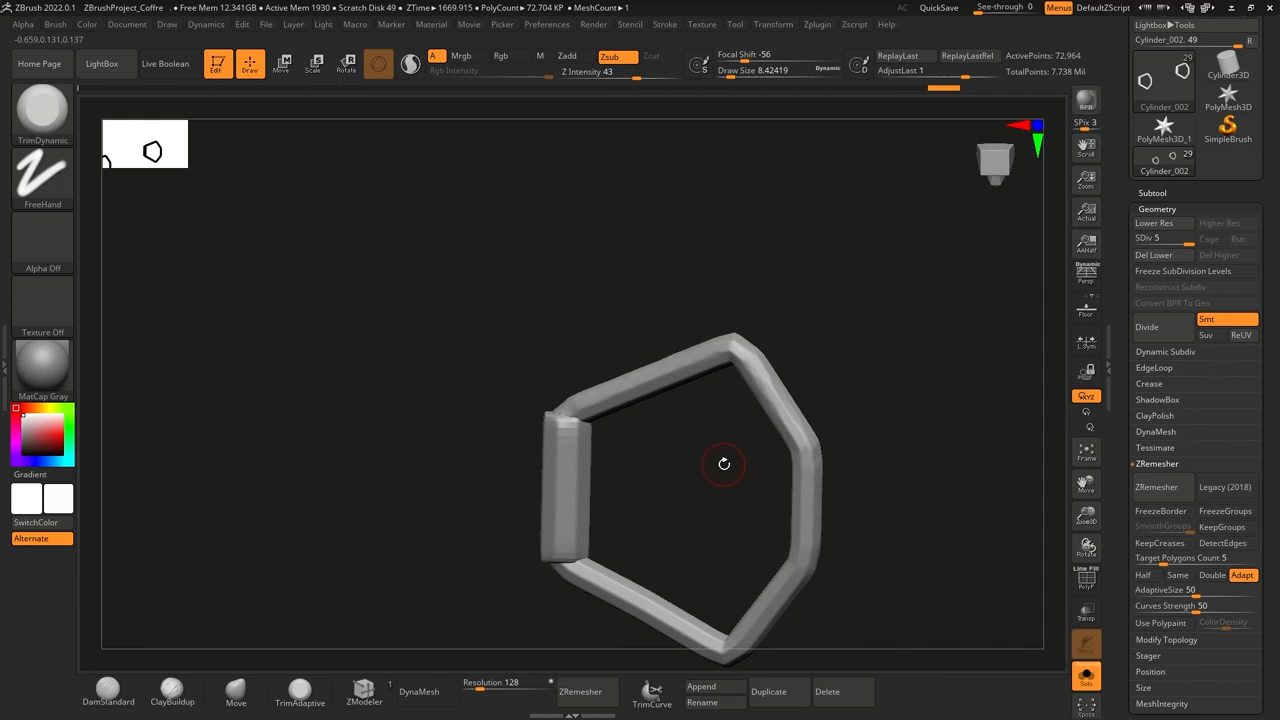 ZBrush 2022.0.1 ZBrushProject_Coffre . • Free Mem 12.341GB • Active Mem 1930 • Scratch Disk 49 • ZTime►1669.915 • PolyCount►72.704 KP • MeshCount►1 AC QuickSave See-through 0 Menus DefaultZScript
Alpha Brush Color Document Draw Dynamics Edit File Layer Light Macro Marker Material Movie Picker Preferences Render Stencil Stroke Texture Tool Transform Zplugin Zscript Help
-0.659,0.131,0.137
Home Page LightBox Live Boolean Edit Draw Move Scale Rotate
A Mrgb Rgb M Zadd Zsub Zcut
Rgb Intensity Z Intensity 43
Focal Shift -56
Draw Size 8.42419 Dynamic
S
D
ReplayLast ReplayLastRel
AdjustLast 1
ActivePoints: 72,964
TotalPoints: 7.738 Mil
TrimDynamic
FreeHand
Alpha Off
Texture Off
MatCap Gray
Gradient
SwitchColor
Alternate
BPR
SPix 3
Scroll
Zoom
Actual
AAHalf
Dynamic
Persp
Floor
L.Sym
XYZ
Frame
Move
Zoom3D
Rotate
Line Fill
PolyF
Transp
Ghost
Dynamic
Solo
Xpose
Lightbox►Tools
Cylinder_002. 49 R
29
Cylinder_002
Cylinder3D
PolyMesh3D
PolyMesh3D_1
SimpleBrush
29
Cylinder_002
Subtool
Geometry
Lower Res Higher Res
SDiv 5 Cage Rstr
Del Lower Del Higher
Freeze SubDivision Levels
Reconstruct Subdiv
Convert BPR To Geo
Divide Smt
Suv ReUV
Dynamic Subdiv
EdgeLoop
Crease
ShadowBox
ClayPolish
DynaMesh
Tessimate
ZRemesher
ZRemesher Legacy (2018)
FreezeBorder FreezeGroups
SmoothGroups KeepGroups
KeepCreases DetectEdges
Target Polygons Count 5
Half Same Double Adapt
AdaptiveSize 50
Curves Strength 50
Use Polypaint ColorDensity
Modify Topology
Stager
Position
Size
MeshIntegrity
DamStandard ClayBuildup Move TrimAdaptive ZModeler 1 DynaMesh Resolution 128 ZRemesher TrimCurve Append Duplicate Delete
Rename